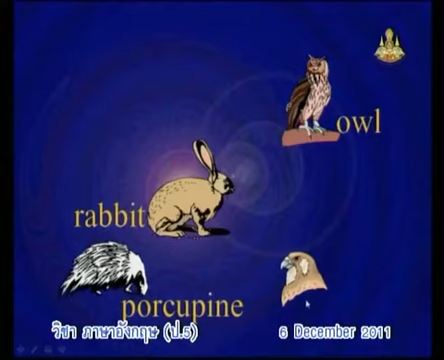 owl
rabbit
porcupine
วิชา ภาษาอังกฤษ (ป.5)
6 December 2011